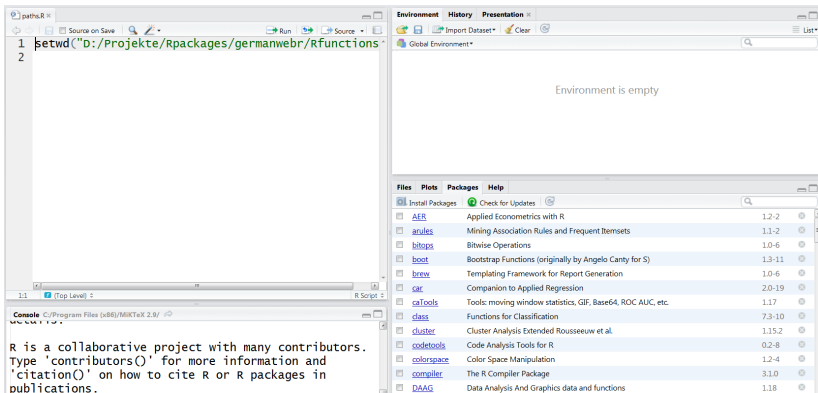 paths.R
Source on Save
Run
Source
1 setwd("D:/Projekte/Rpackages/germanwebr/Rfunctions
2
1:1 (Top Level) R Script
Console C:/Program Files (x86)/MiKTeX 2.9/
R is a collaborative project with many contributors.
Type 'contributors()' for more information and
'citation()' on how to cite R or R packages in
publications.
Environment History Presentation
Import Dataset Clear List
Global Environment
Environment is empty
Files Plots Packages Help
Install Packages Check for Updates
AER Applied Econometrics with R 1.2-2
arules Mining Association Rules and Frequent Itemsets 1.1-2
bitops Bitwise Operations 1.0-6
boot Bootstrap Functions (originally by Angelo Canty for S) 1.3-11
brew Templating Framework for Report Generation 1.0-6
car Companion to Applied Regression 2.0-19
caTools Tools: moving window statistics, GIF, Base64, ROC AUC, etc. 1.17
class Functions for Classification 7.3-10
cluster Cluster Analysis Extended Rousseeuw et al. 1.15.2
codetools Code Analysis Tools for R 0.2-8
colorspace Color Space Manipulation 1.2-4
compiler The R Compiler Package 3.1.0
DAAG Data Analysis And Graphics data and functions 1.18